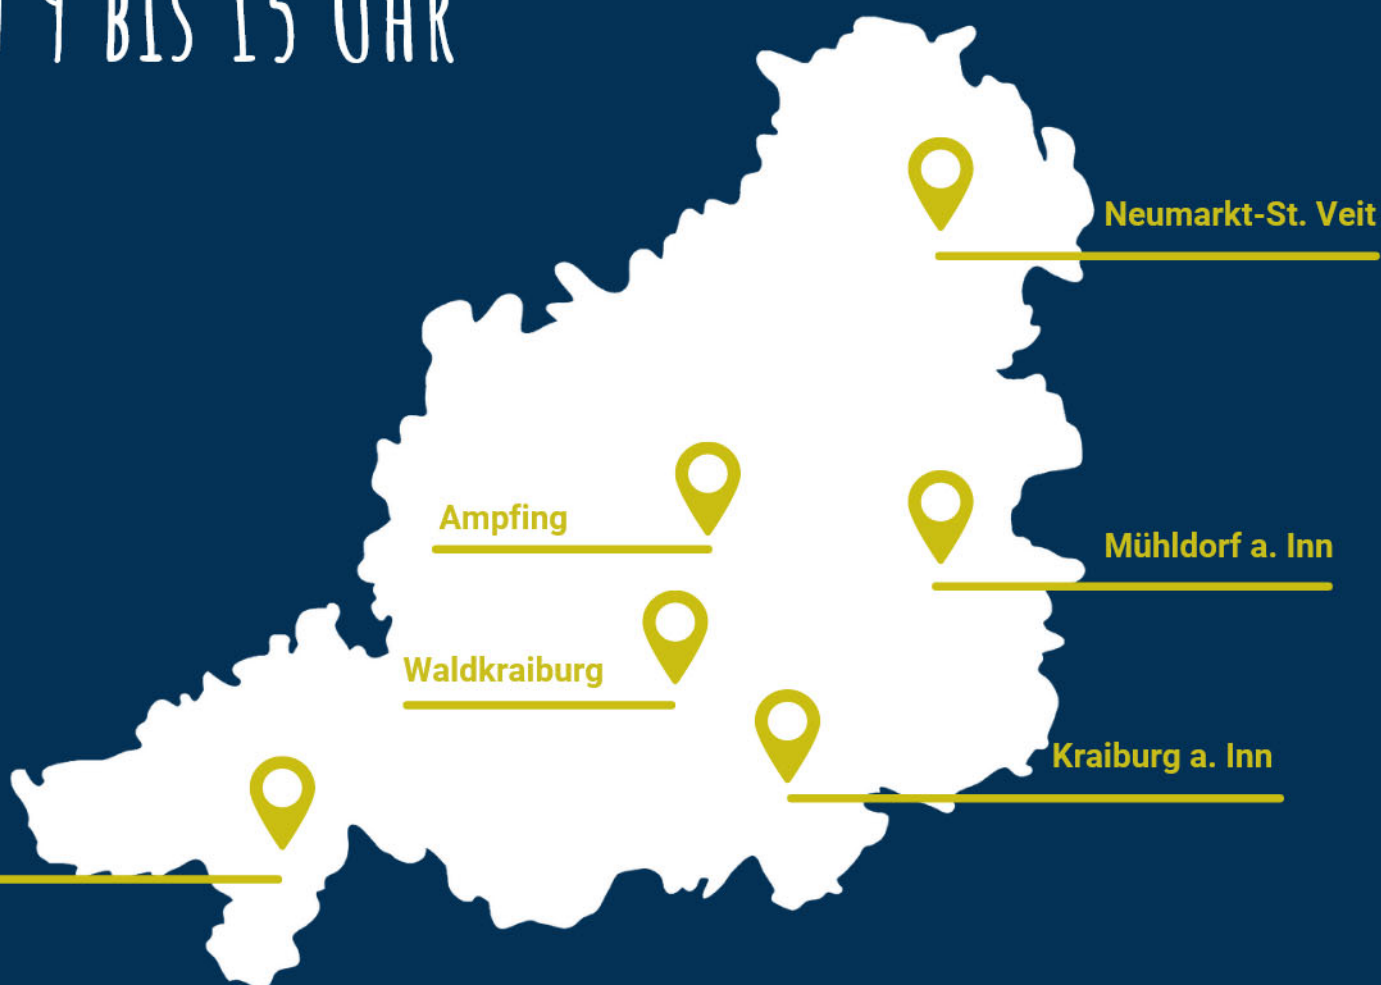 9 BIS 15 UHR
Neumarkt-St. Veit
Ampfing
Mühldorf a. Inn
Waldkraiburg
Kraiburg a. Inn